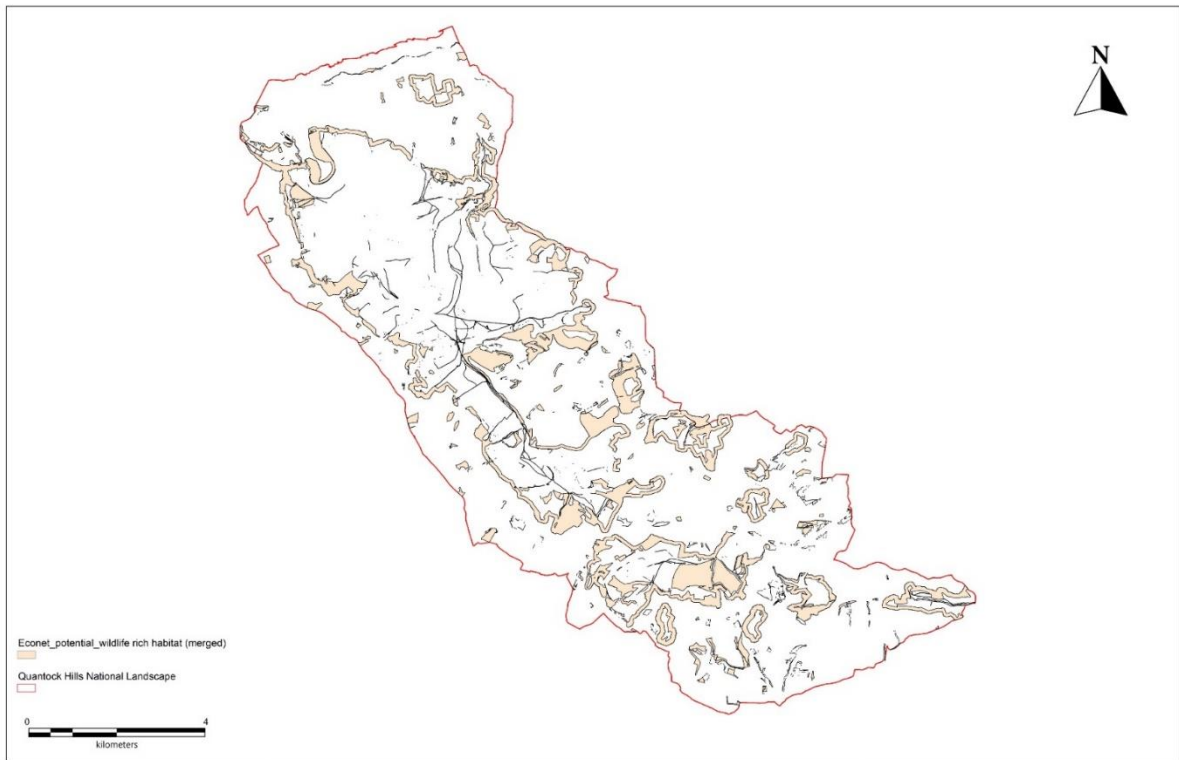 N
Econet_potential_wildlife rich habitat (merged)
Quantock Hills National Landscape
0 4
kilometers